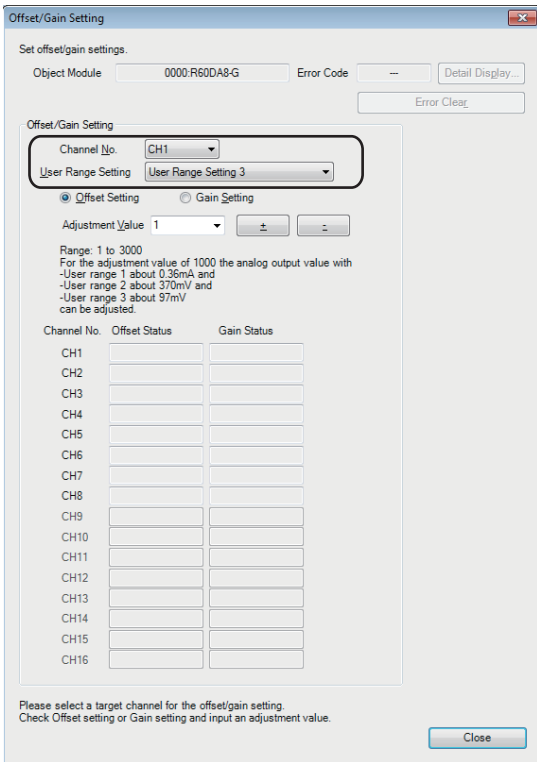 Offset/Gain Setting
Set offset/gain settings.
Object Module 0000:R60DA8-G Error Code --- Detail Display...
Error Clear
Offset/Gain Setting
Channel No. CH1
User Range Setting User Range Setting 3
Offset Setting Gain Setting
Adjustment Value 1 + -
Range: 1 to 3000
For the adjustment value of 1000 the analog output value with
-User range 1 about 0.36mA and
-User range 2 about 370mV and
-User range 3 about 97mV
can be adjusted.
Channel No. Offset Status Gain Status
CH1
CH2
CH3
CH4
CH5
CH6
CH7
CH8
CH9
CH10
CH11
CH12
CH13
CH14
CH15
CH16
Please select a target channel for the offset/gain setting.
Check Offset setting or Gain setting and input an adjustment value.
Close